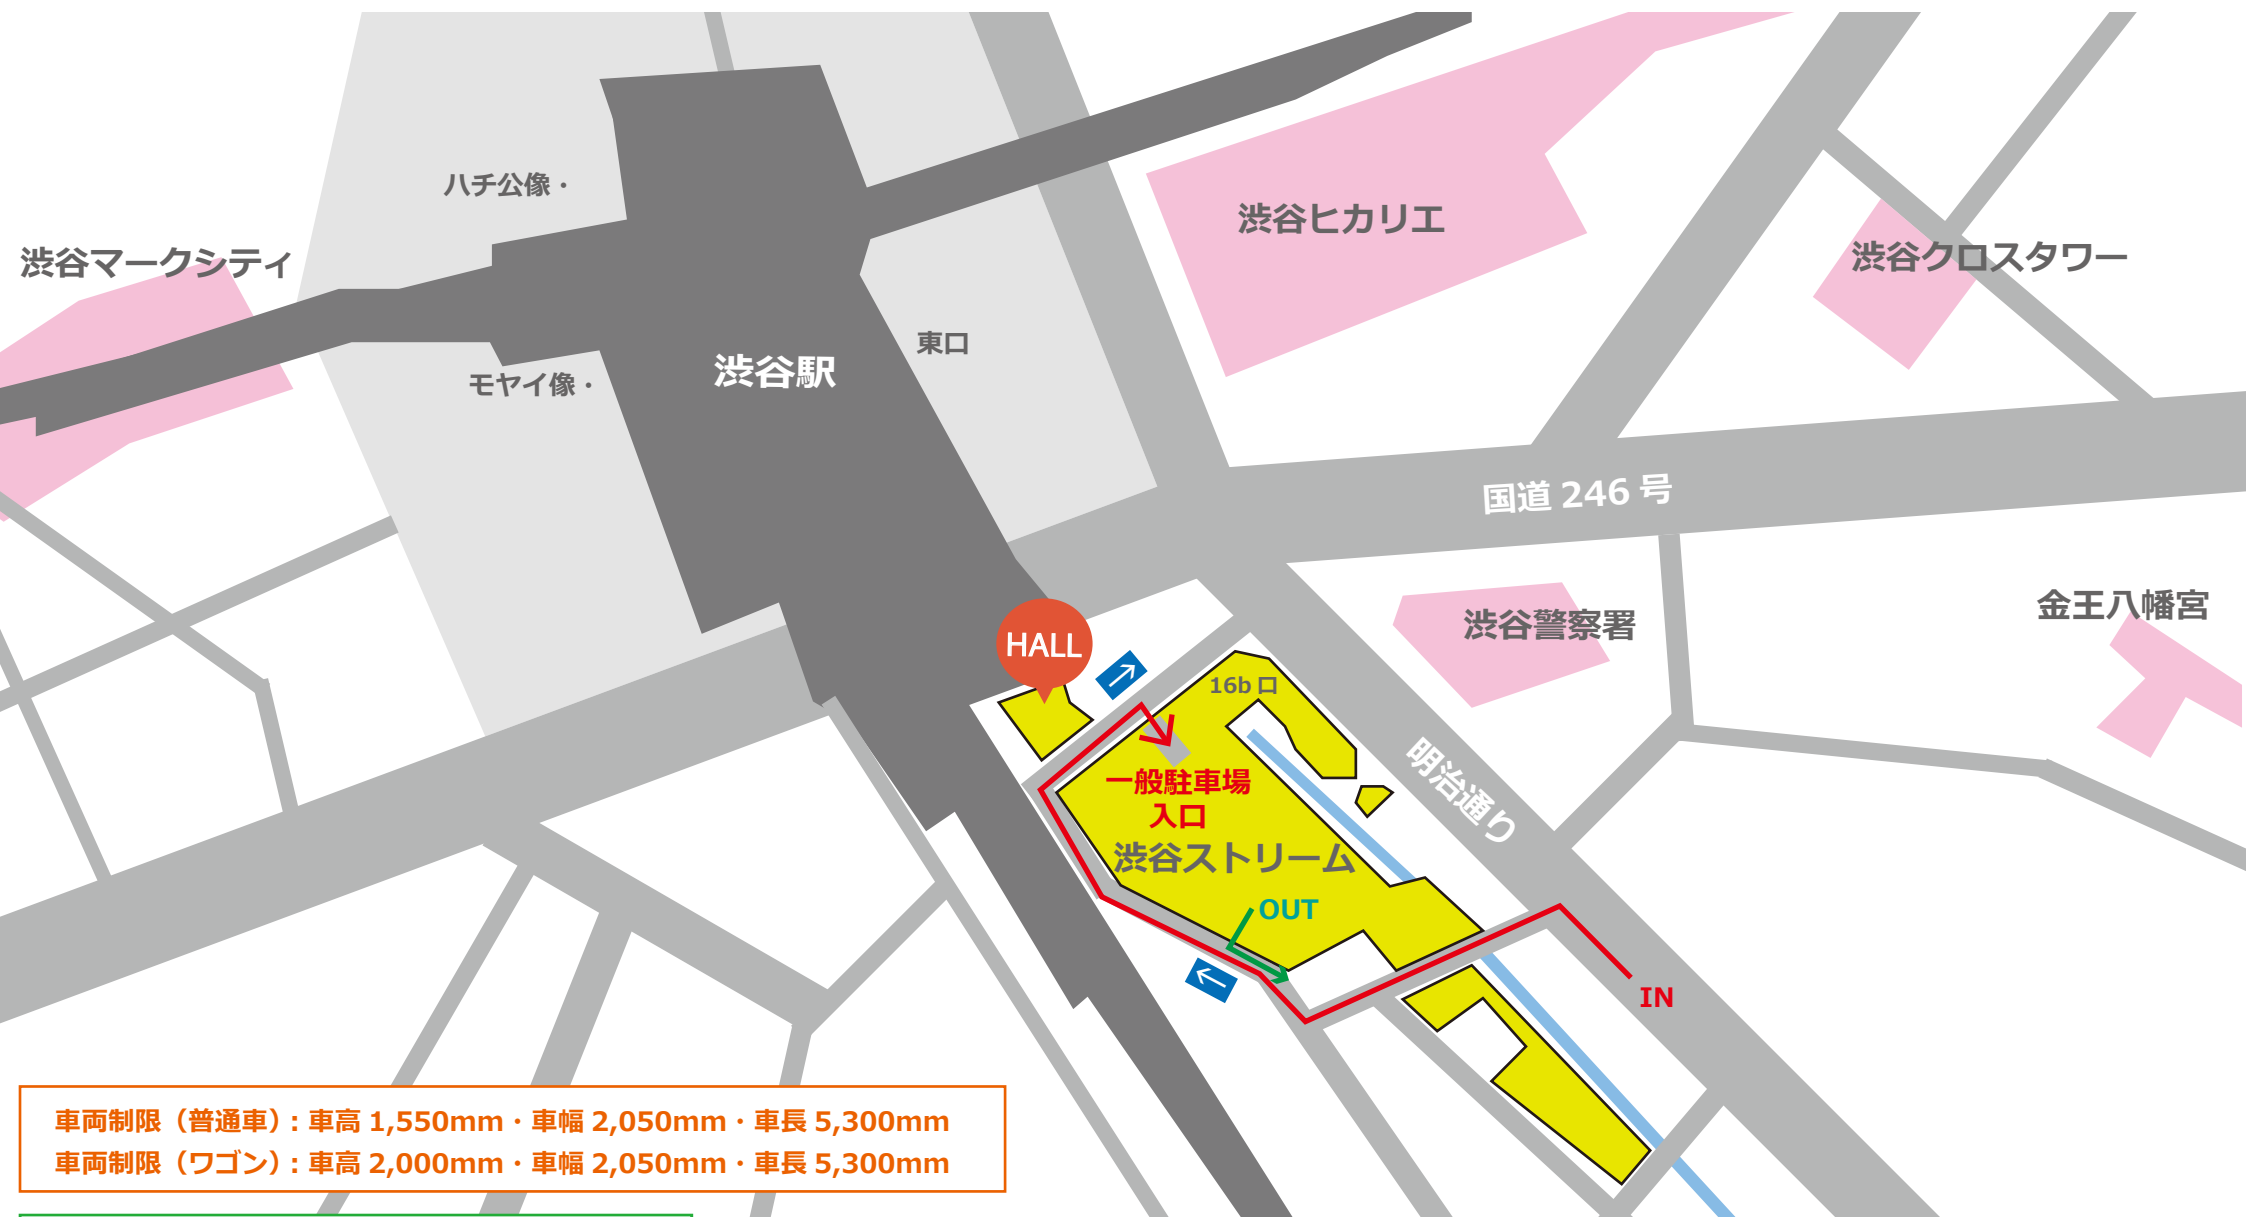 ハチ公像・
渋谷ヒカリエ
渋谷マークシティ
渋谷クロスタワー
東口
渋谷駅
モヤイ像・
国道 246 号
金王八幡宮
渋谷警察署
HALL
16b 口
明治通り
一般駐車場
入口
渋谷ストリーム
OUT
IN
車両制限（普通車）: 車高 1,550mm・車幅 2,050mm・車長 5,300mm
車両制限（ワゴン）: 車高 2,000mm・車幅 2,050mm・車長 5,300mm